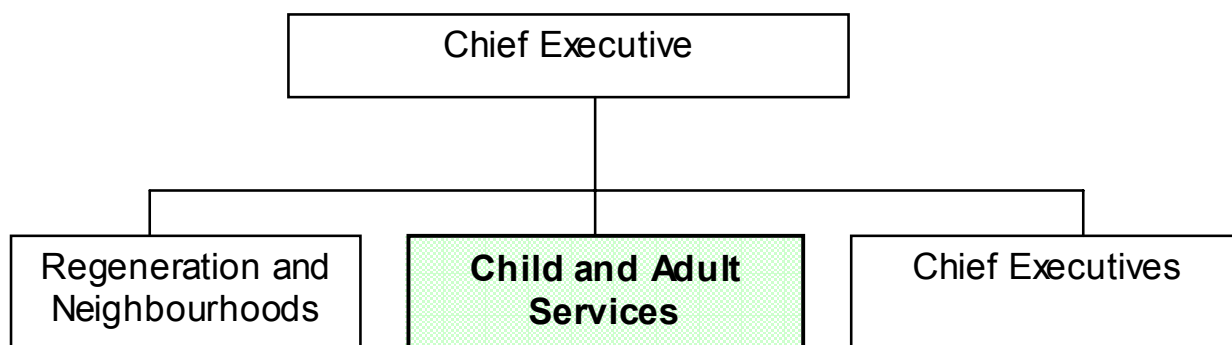 Chief Executive
Regeneration and
Neighbourhoods
Child and Adult
Services
Chief Executives